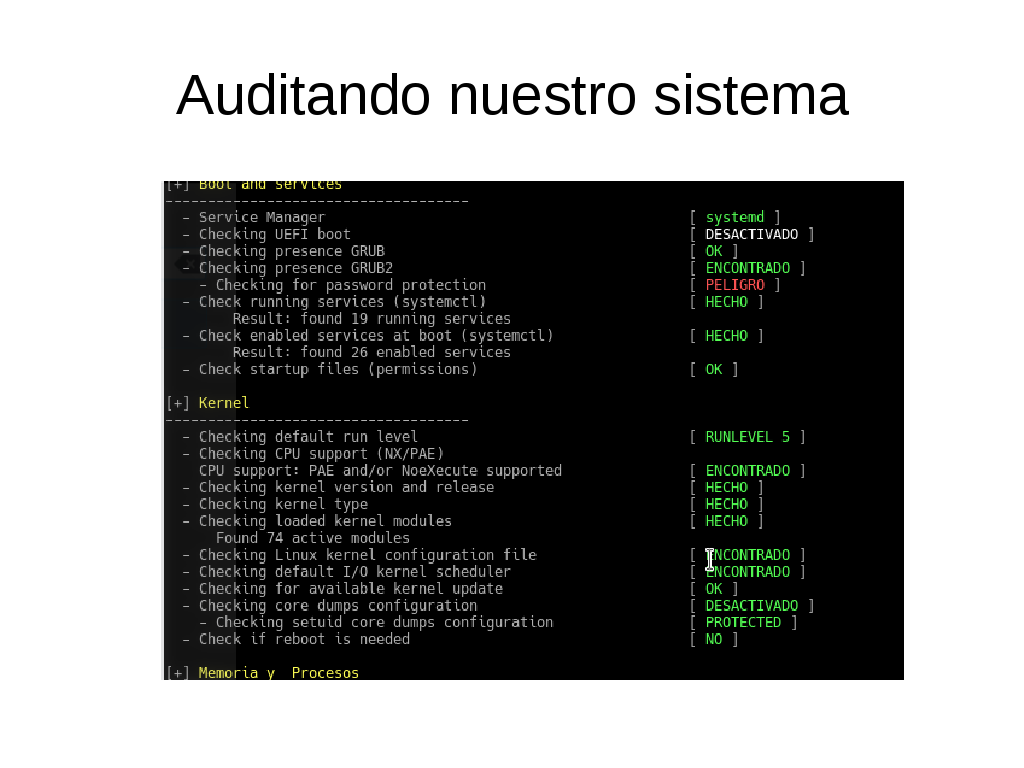 Auditando nuestro sistema
[+] Boot and services
------------------------------------
- Service Manager [ systemd ]
- Checking UEFI boot [ DESACTIVADO ]
- Checking presence GRUB [ OK ]
- Checking presence GRUB2 [ ENCONTRADO ]
- Checking for password protection [ PELIGRO ]
- Check running services (systemctl) [ HECHO ]
Result: found 19 running services
- Check enabled services at boot (systemctl) [ HECHO ]
Result: found 26 enabled services
- Check startup files (permissions) [ OK ]
[+] Kernel
------------------------------------
- Checking default run level [ RUNLEVEL 5 ]
- Checking CPU support (NX/PAE)
CPU support: PAE and/or NoeXecute supported [ ENCONTRADO ]
- Checking kernel version and release [ HECHO ]
- Checking kernel type [ HECHO ]
- Checking loaded kernel modules [ HECHO ]
Found 74 active modules
- Checking Linux kernel configuration file [ ENCONTRADO ]
- Checking default I/O kernel scheduler [ ENCONTRADO ]
- Checking for available kernel update [ OK ]
- Checking core dumps configuration [ DESACTIVADO ]
- Checking setuid core dumps configuration [ PROTECTED ]
- Check if reboot is needed [ NO ]
[+] Memoria y  Procesos